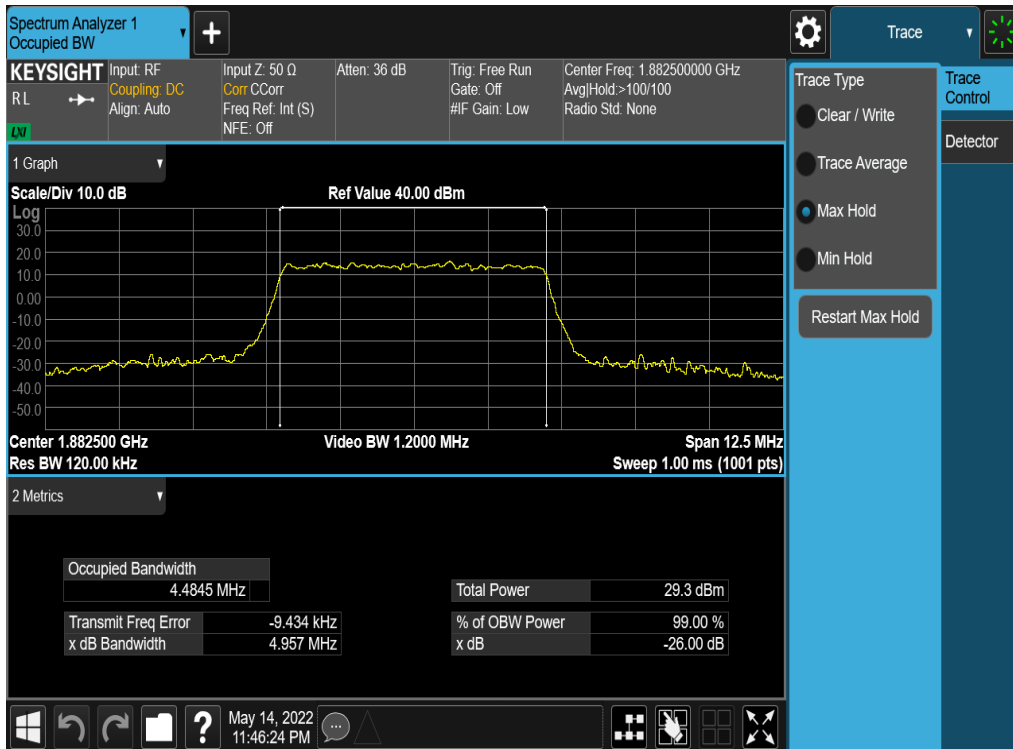 Spectrum Analyzer 1
Occupied BW
+
Trace
KEYSIGHT
RL
LXI
Input: RF
Coupling: DC
Align: Auto
Input Z: 50 Ω
Corr CCorr
Freq Ref: Int (S)
NFE: Off
Atten: 36 dB
Trig: Free Run
Gate: Off
#IF Gain: Low
Center Freq: 1.882500000 GHz
Avg|Hold:>100/100
Radio Std: None
Trace Type
Clear / Write
Trace Average
Max Hold
Min Hold
Restart Max Hold
Trace
Control
Detector
1 Graph
Scale/Div 10.0 dB
Ref Value 40.00 dBm
Log
30.0
20.0
10.0
0.00
-10.0
-20.0
-30.0
-40.0
-50.0
Center 1.882500 GHz
Video BW 1.2000 MHz
Span 12.5 MHz
Res BW 120.00 kHz
Sweep 1.00 ms (1001 pts)
2 Metrics
Occupied Bandwidth
4.4845 MHz
Total Power 29.3 dBm
Transmit Freq Error -9.434 kHz
% of OBW Power 99.00 %
x dB Bandwidth 4.957 MHz
x dB -26.00 dB
?
May 14, 2022
11:46:24 PM